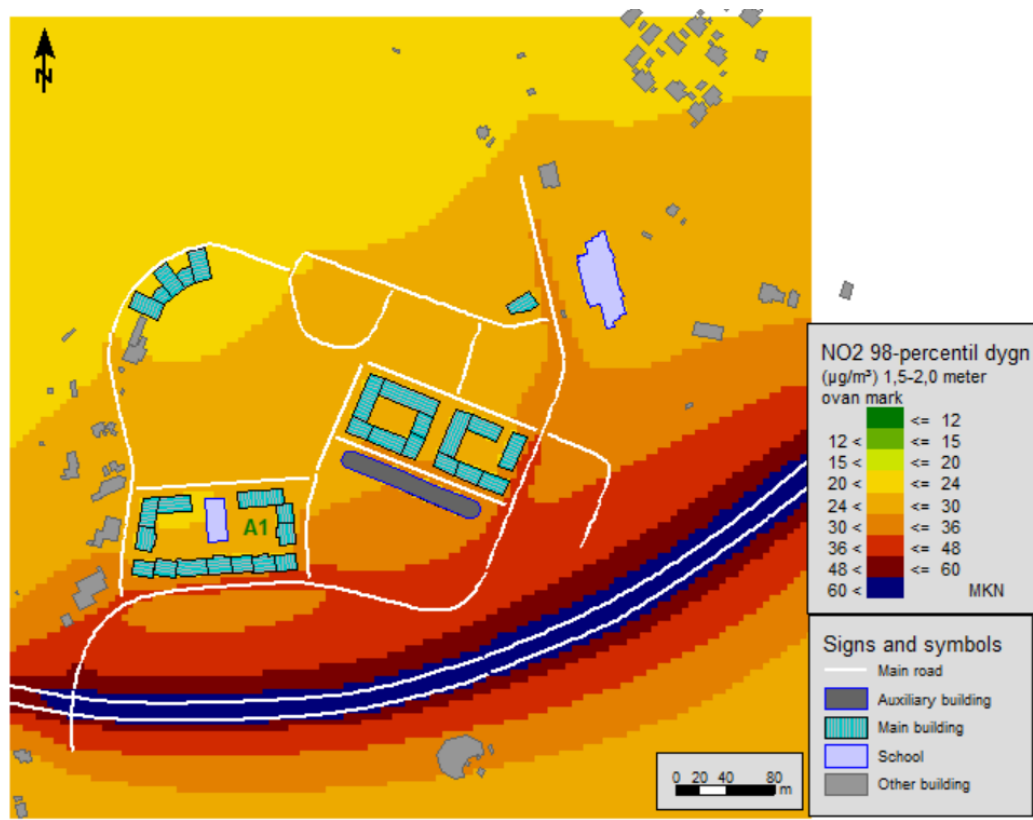 N
A1
NO2 98-percentil dygn
(µg/m³) 1,5-2,0 meter
ovan mark
<= 12
12 < <= 15
15 < <= 20
20 < <= 24
24 < <= 30
30 < <= 36
36 < <= 48
48 < <= 60
60 < MKN
Signs and symbols
Main road
Auxiliary building
Main building
School
Other building
0 20 40 80
m